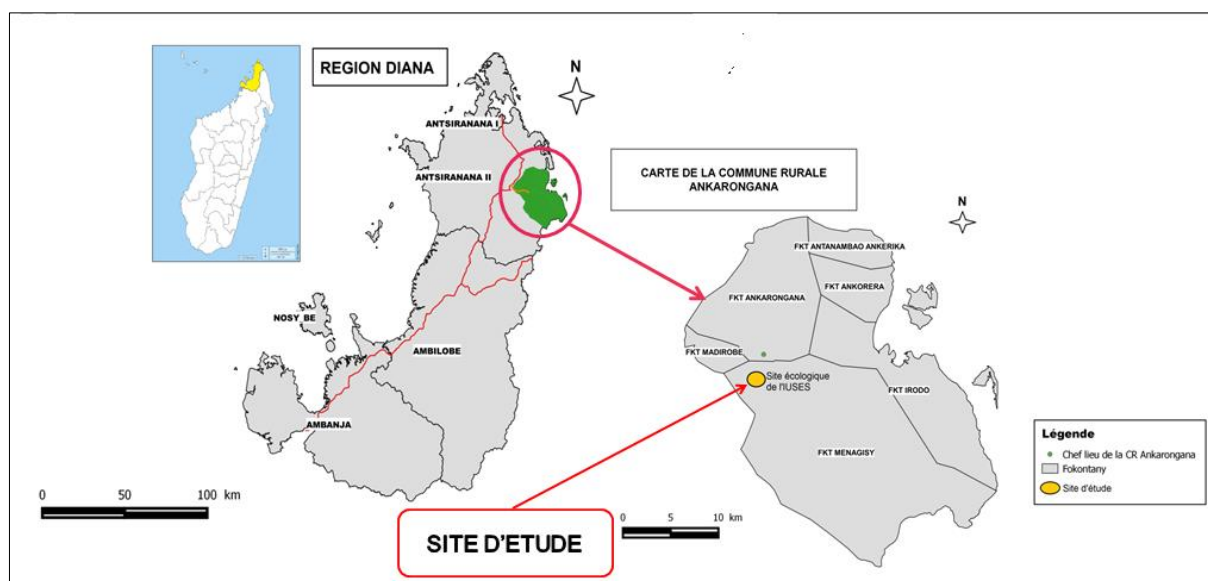 REGION DIANA
N
ANTSIRANANA I
ANTSIRANANA II
NOSY BE
AMBILOBE
AMBANJA
0 50 100 km
CARTE DE LA COMMUNE RURALE
ANKARONGANA
N
FKT ANTANAMBAO ANKERIKA
FKT ANKORERA
FKT ANKARONGANA
FKT MADIROBE
Site écologique
de l'IUSES
FKT IRODO
FKT MENAGISY
Légende
Chef lieu de la CR Ankarongana
Fokontany
Site d'étude
0 5 10 km
SITE D'ETUDE